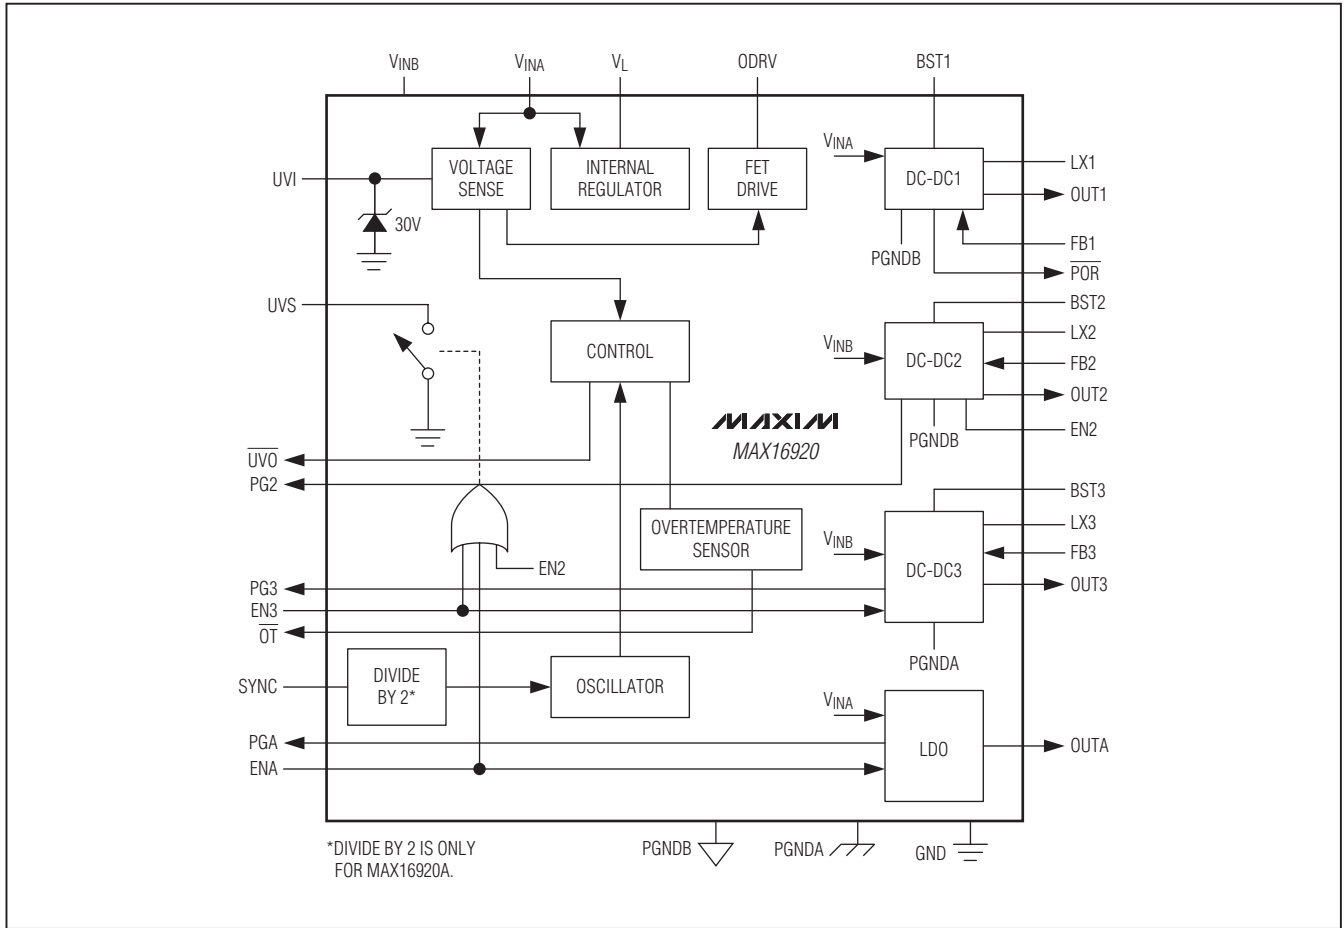 VINB
VINA
VL
ODRV
BST1
UVI
VOLTAGE
SENSE
INTERNAL
REGULATOR
FET
DRIVE
VINA
DC-DC1
LX1
OUT1
30V
PGNDB
FB1
POR
UVS
BST2
LX2
CONTROL
VINB
DC-DC2
FB2
OUT2
MAXIM
MAX16920
PGNDB
EN2
UVO
PG2
BST3
OVERTEMPERATURE
SENSOR
LX3
VINB
DC-DC3
FB3
EN2
OUT3
PG3
EN3
OT
PGNDA
SYNC
DIVIDE
BY 2*
OSCILLATOR
VINA
PGA
LDO
OUTA
ENA
*DIVIDE BY 2 IS ONLY
FOR MAX16920A.
PGNDB
PGNDA
GND